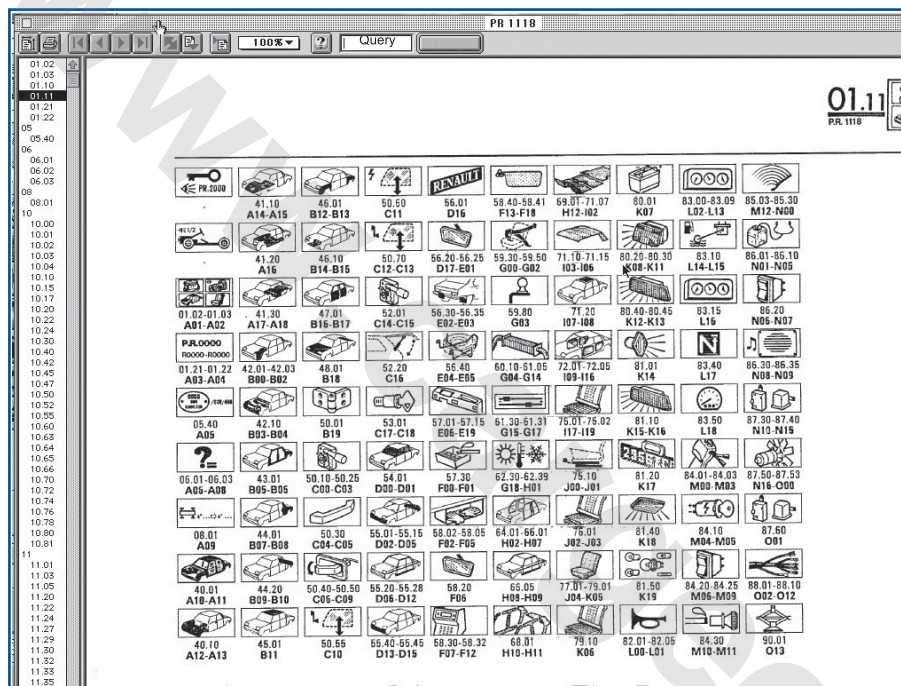 PR 1118
100%
?
Query
01.02
01.03
01.10
01.11
01.21
01.22
05
05.40
06
06.01
06.02
06.03
08
08.01
10
10.00
10.01
10.02
10.03
10.04
10.10
10.15
10.17
10.20
10.22
10.24
10.30
10.40
10.42
10.45
10.47
10.50
10.52
10.55
10.60
10.63
10.64
10.65
10.66
10.70
10.72
10.74
10.76
10.78
10.80
10.81
11
11.01
11.03
11.05
11.20
11.22
11.24
11.27
11.29
11.30
11.32
11.33
11.35
01.11
P.R. 1118
PR.2000 RENAULT
41.10 46.01 50.60 56.01 58.40-58.41 69.01-71.07 80.01 83.00-83.09 85.03-85.30
A14-A15 B12-B13 C11 D16 F13-F18 H12-I02 K07 L02-L13 M12-N00
41.20 46.10 50.70 56.20-56.25 59.30-59.50 71.10-71.15 80.20-80.30 83.10 86.01-86.10
A16 B14-B15 C12-C13 D17-E01 G00-G02 I03-I06 K08-K11 L14-L15 N01-N05
01.02-01.03 41.30 47.01 52.01 56.30-56.35 59.80 71.20 80.40-80.45 83.15 86.20
A01-A02 A17-A18 B16-B17 C14-C15 E02-E03 G03 I07-I08 K12-K13 L16 N06-N07
P.R.0000
R0000-R0000
N
01.21-01.22 42.01-42.03 48.01 52.20 56.40 60.10-61.05 72.01-72.05 81.01 83.40 86.30-86.35
A03-A04 B00-B02 B18 C16 E04-E05 G04-G14 I09-I16 K14 L17 N08-N09
05.40 42.10 50.01 53.01 57.01-57.15 61.30-61.31 75.01-75.02 81.10 83.50 87.30-87.40
A05 B03-B04 B19 C17-C18 E06-E19 G15-G17 I17-I19 K15-K16 L18 N10-N15
?=
06.01-06.03 43.01 50.10-50.25 54.01 57.30 62.30-62.39 75.10 81.20 84.01-84.03 87.50-87.53
A06-A08 B05-B05 C00-C03 D00-D01 F00-F01 G18-H01 J00-J01 K17 M00-M03 N16-O00
08.01 44.01 50.30 55.01-55.15 58.02-58.05 64.01-66.01 76.01 81.40 84.10 87.60
A09 B07-B08 C04-C05 D02-D05 F02-F05 H02-H07 J02-J03 K18 M04-M05 O01
40.01 44.20 50.40-50.50 55.20-55.28 58.20 66.05 77.01-79.01 81.50 84.20-84.25 88.01-88.10
A10-A11 B09-B10 C06-C09 D06-D12 F06 H08-H09 J04-K05 K19 M06-M09 O02-O12
40.10 45.01 50.55 55.40-55.45 58.30-58.32 68.01 79.10 82.01-82.05 84.30 90.01
A12-A13 B11 C10 D13-D15 F07-F12 H10-H11 K06 L00-L01 M10-M11 O13